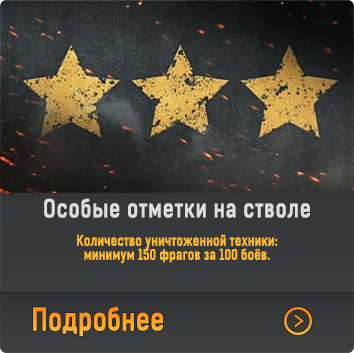 Особые отметки на стволе
Количество уничтоженной техники:
минимум 150 фрагов за 100 боёв.
Подробнее